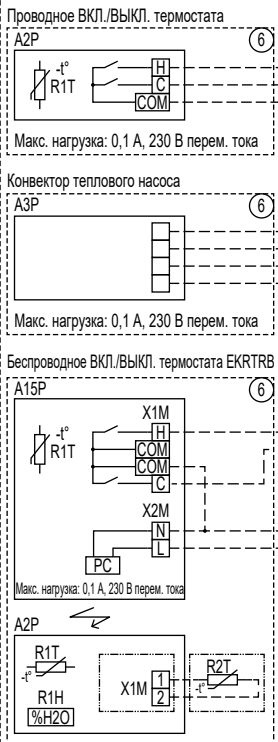 Проводное ВКЛ./ВЫКЛ. термостата
A2P
6
-t°
R1T
H
C
COM
Макс. нагрузка: 0,1 А, 230 В перем. тока
Конвектор теплового насоса
A3P
6
Макс. нагрузка: 0,1 А, 230 В перем. тока
Беспроводное ВКЛ./ВЫКЛ. термостата EKRTRB
A15P
6
X1M
-t°
R1T
H
COM
COM
C
X2M
N
L
PC
Макс. нагрузка: 0,1 А, 230 В перем. тока
A2P
R1T
-t°
R1H
%H2O
X1M
1
2
R2T
-t°